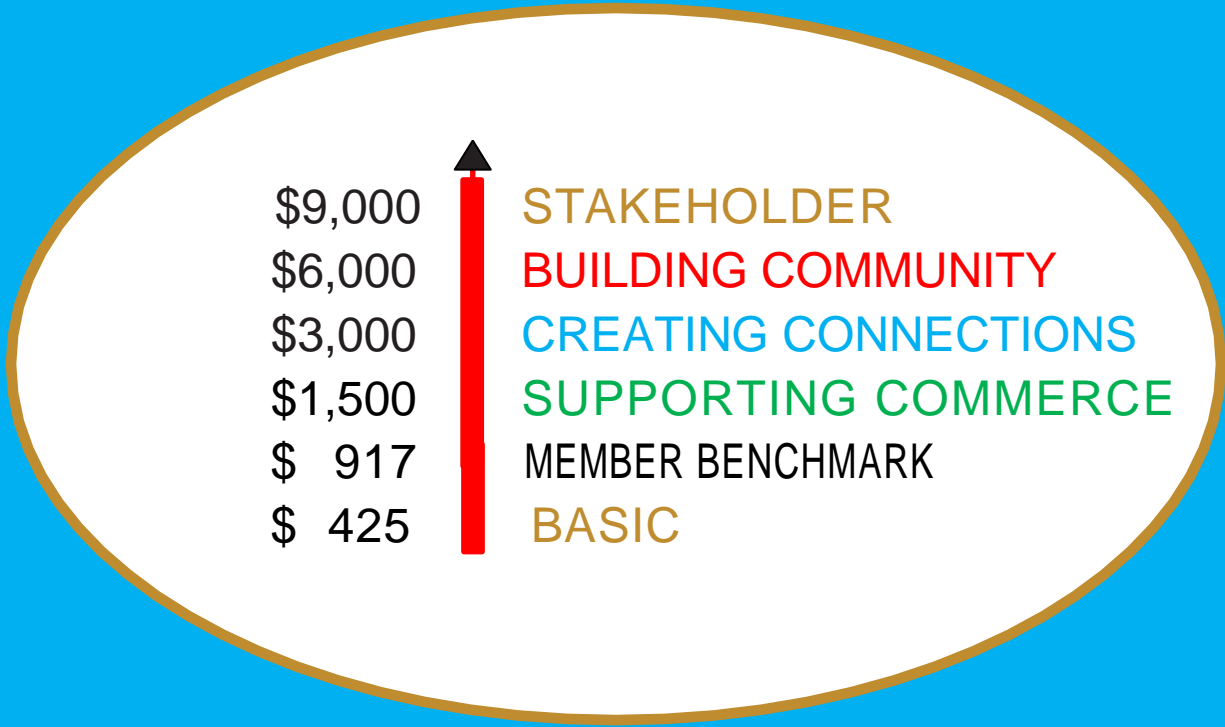 $9,000 STAKEHOLDER
$6,000 BUILDING COMMUNITY
$3,000 CREATING CONNECTIONS
$1,500 SUPPORTING COMMERCE
$ 917 MEMBER BENCHMARK
$ 425 BASIC